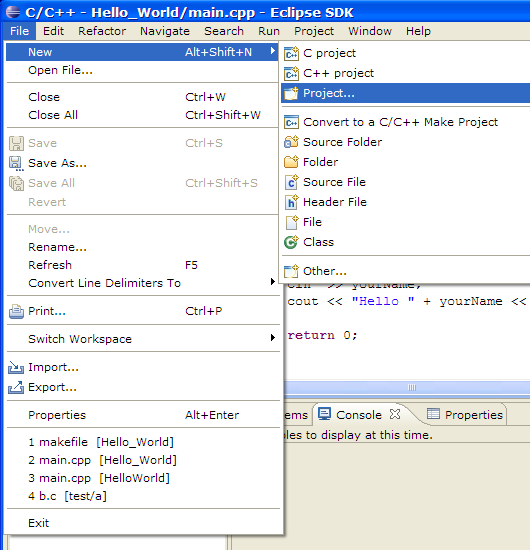 C/C++ - Hello_World/main.cpp - Eclipse SDK
File Edit Refactor Navigate Search Run Project Window Help
New Alt+Shift+N
Open File...
Close Ctrl+W
Close All Ctrl+Shift+W
Save Ctrl+S
Save As...
Save All Ctrl+Shift+S
Revert
Move...
Rename...
Refresh F5
Convert Line Delimiters To
Print... Ctrl+P
Switch Workspace
Import...
Export...
Properties Alt+Enter
1 makefile [Hello_World]
2 main.cpp [Hello_World]
3 main.cpp [HelloWorld]
4 b.c [test/a]
Exit
C project
C++ project
Project...
Convert to a C/C++ Make Project
Source Folder
Folder
Source File
Header File
File
Class
Other...
>> yourName;
cout << "Hello " + yourName <<
return 0;
ems Console Properties
les to display at this time.